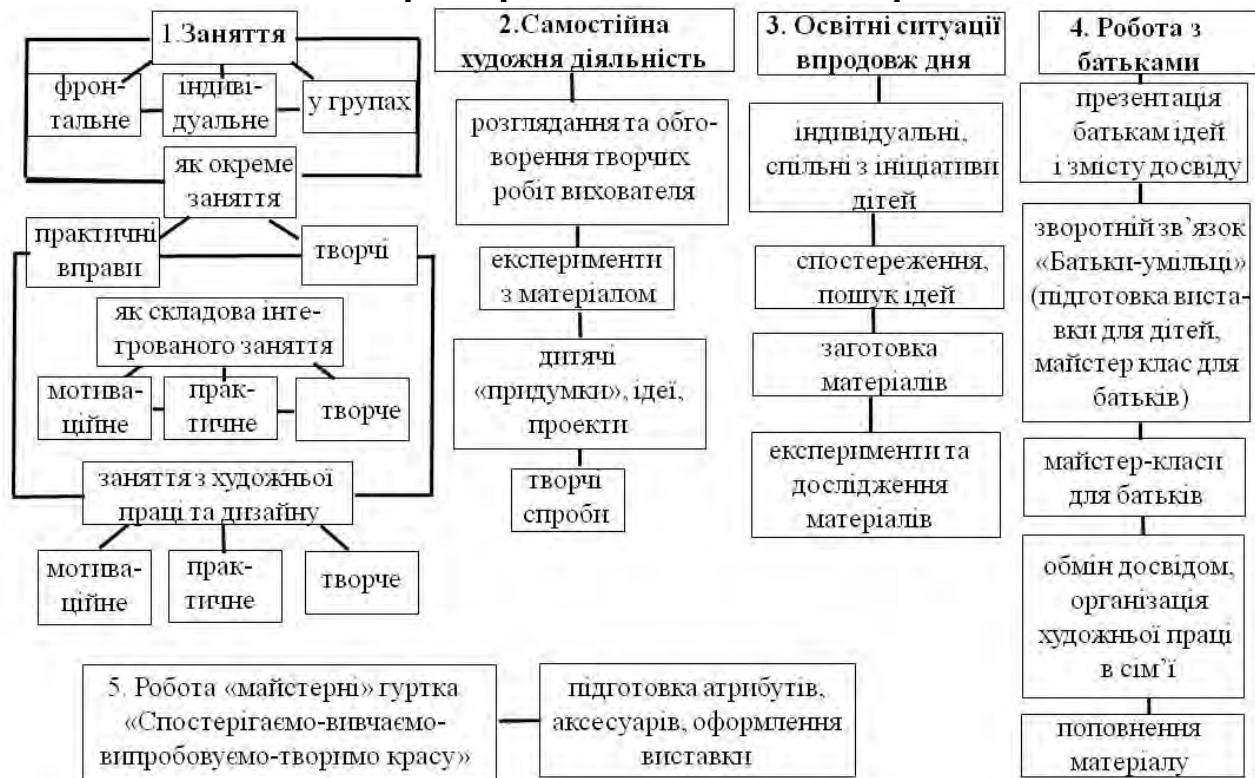 1.Заняття
фрон-
тальне
індиві-
дуальне
у групах
як окреме
заняття
практичні
вправи
творчі
як складова інте-
грованого заняття
мотива-
ційне
прак-
тичне
творче
заняття з художньої
праці та дизайну
мотива-
ційне
прак-
тичне
творче
2.Самостійна
художня діяльність
розглядання та обго-
ворення творчих
робіт вихователя
експерименти
з матеріалом
дитячі
«придумки», ідеї,
проекти
творчі
спроби
3. Освітні ситуації
впродовж дня
індивідуальні,
спільні з ініціативи
дітей
спостереження,
пошук ідей
заготовка
матеріалів
експерименти та
дослідження
матеріалів
4. Робота з
батьками
презентація
батькам ідей
і змісту досвіду
зворотній зв’язок
«Батьки-умільці»
(підготовка виста-
вки для дітей,
майстер клас для
батьків)
майстер-класи
для батьків
обмін досвідом,
організація
художньої праці
в сім’ї
поповнення
матеріалу
5. Робота «майстерні» гуртка
«Спостерігаємо-вивчаємо-
випробовуємо-творимо красу»
підготовка атрибутів,
аксесуарів, оформлення
виставки